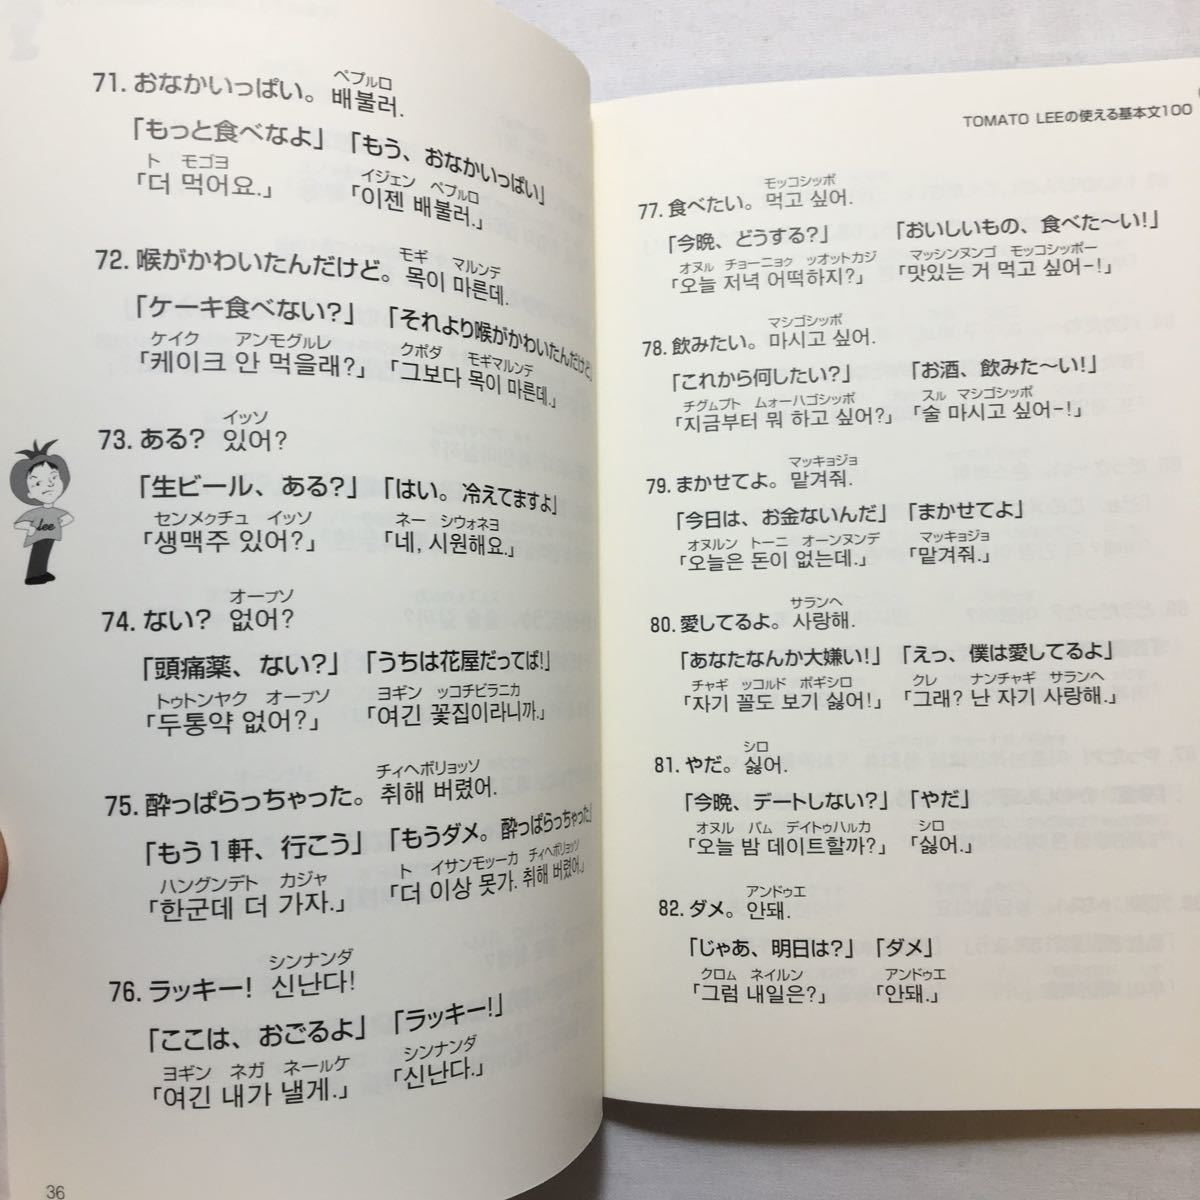 ペブルロ
71. おなかいっぱい。 배불러.
「もっと食べなよ」 「もう、おなかいっぱい」
ト モゴヨ イジェン ペブルロ
「더 먹어요.」 「이젠 배불러.」
モギ マルンデ
72. 喉がかわいたんだけど。 목이 마른데.
「ケーキ食べない？」 「それより喉がかわいたんだけど」
ケイク アンモグルレ クボダ モギマルンデ
「케이크 안 먹을래?」 「그보다 목이 마른데.」
イッソ
73. ある？ 있어?
「生ビール、ある？」 「はい。冷えてますよ」
センメクチュ イッソ ネー シウォネヨ
「생맥주 있어?」 「네, 시원해요.」
オープソ
74. ない？ 없어?
「頭痛薬、ない？」 「うちは花屋だってば！」
トゥトンヤク オープソ ヨギン ッコチビラニカ
「두통약 없어?」 「여긴 꽃집이라니까.」
チィヘボリョッソ
75. 酔っぱらっちゃった。 취해 버렸어.
「もう１軒、行こう」 「もうダメ。酔っぱらっちゃった」
ハングンデト カジャ ト イサンモッーカ チィヘボリョッソ
「한군데 더 가자.」 「더 이상 못가. 취해 버렸어.」
シンナンダ
76. ラッキー！ 신난다!
「ここは、おごるよ」 「ラッキー！」
ヨギン ネガ ネールケ シンナンダ
「여긴 내가 낼게.」 「신난다.」
lee
36
TOMATO LEEの使える基本文100
モッコシッポ
77. 食べたい。 먹고 싶어.
「今晩、どうする？」 「おいしいもの、食べた〜い！」
オヌル チョーニョク ッオットカジ マッシンヌンゴ モッコシッポー
「오늘 저녁 어떡하지?」 「맛있는 거 먹고 싶어-!」
マシゴシッポ
78. 飲みたい。 마시고 싶어.
「これから何したい？」 「お酒、飲みた〜い！」
チグムプト ムォーハゴシッポ スル マシゴシッポ
「지금부터 뭐 하고 싶어?」 「술 마시고 싶어-!」
マッキョジョ
79. まかせてよ。 맡겨줘.
「今日は、お金ないんだ」 「まかせてよ」
オヌルン トーニ オーンヌンデ マッキョジョ
「오늘은 돈이 없는데.」 「맡겨줘.」
サランヘ
80. 愛してるよ。 사랑해.
「あなたなんか大嫌い！」 「えっ、僕は愛してるよ」
チャギ ッコルド ボギシロ クレ ナンチャギ サランヘ
「자기 꼴도 보기 싫어!」 「그래? 난 자기 사랑해.」
シロ
81. やだ。 싫어.
「今晩、デートしない？」 「やだ」
オヌル バム デイトゥハルカ シロ
「오늘 밤 데이트할까?」 「싫어.」
アンドゥエ
82. ダメ。 안돼.
「じゃあ、明日は？」 「ダメ」
クロム ネイルン アンドゥエ
「그럼 내일은?」 「안돼.」